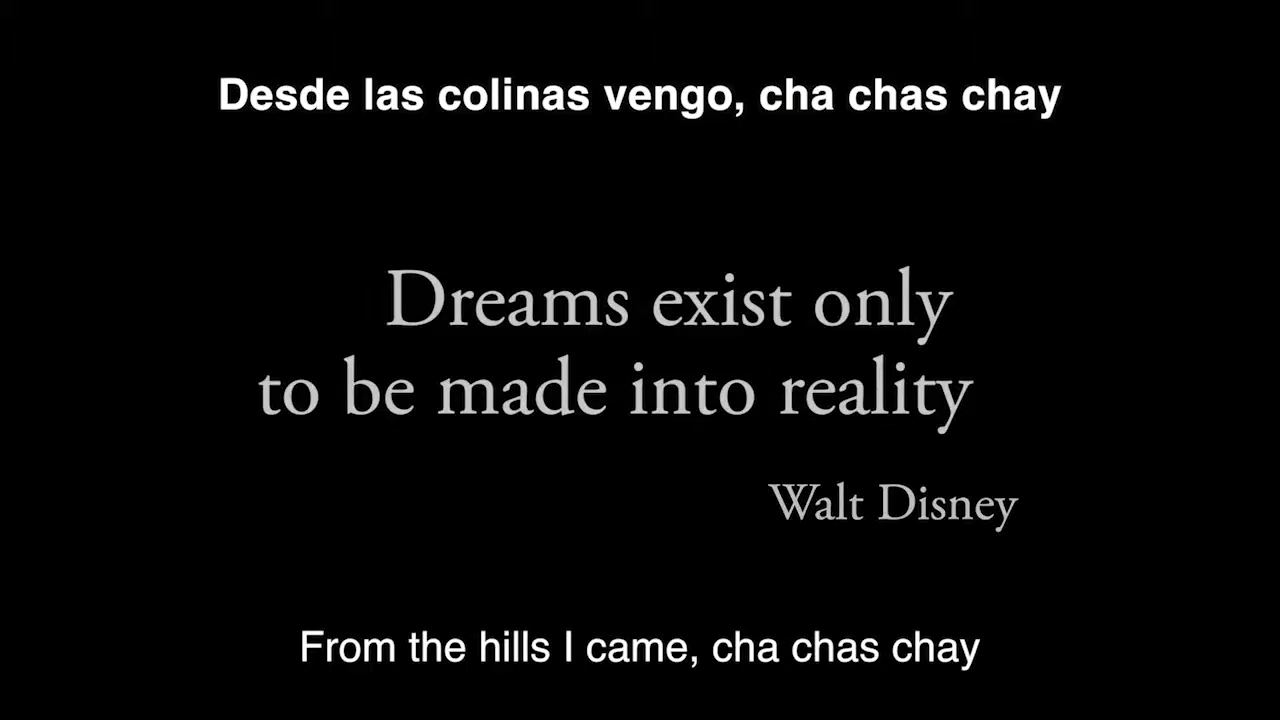 Desde las colinas vengo, cha chas chay
Dreams exist only
to be made into reality
Walt Disney
From the hills I came, cha chas chay